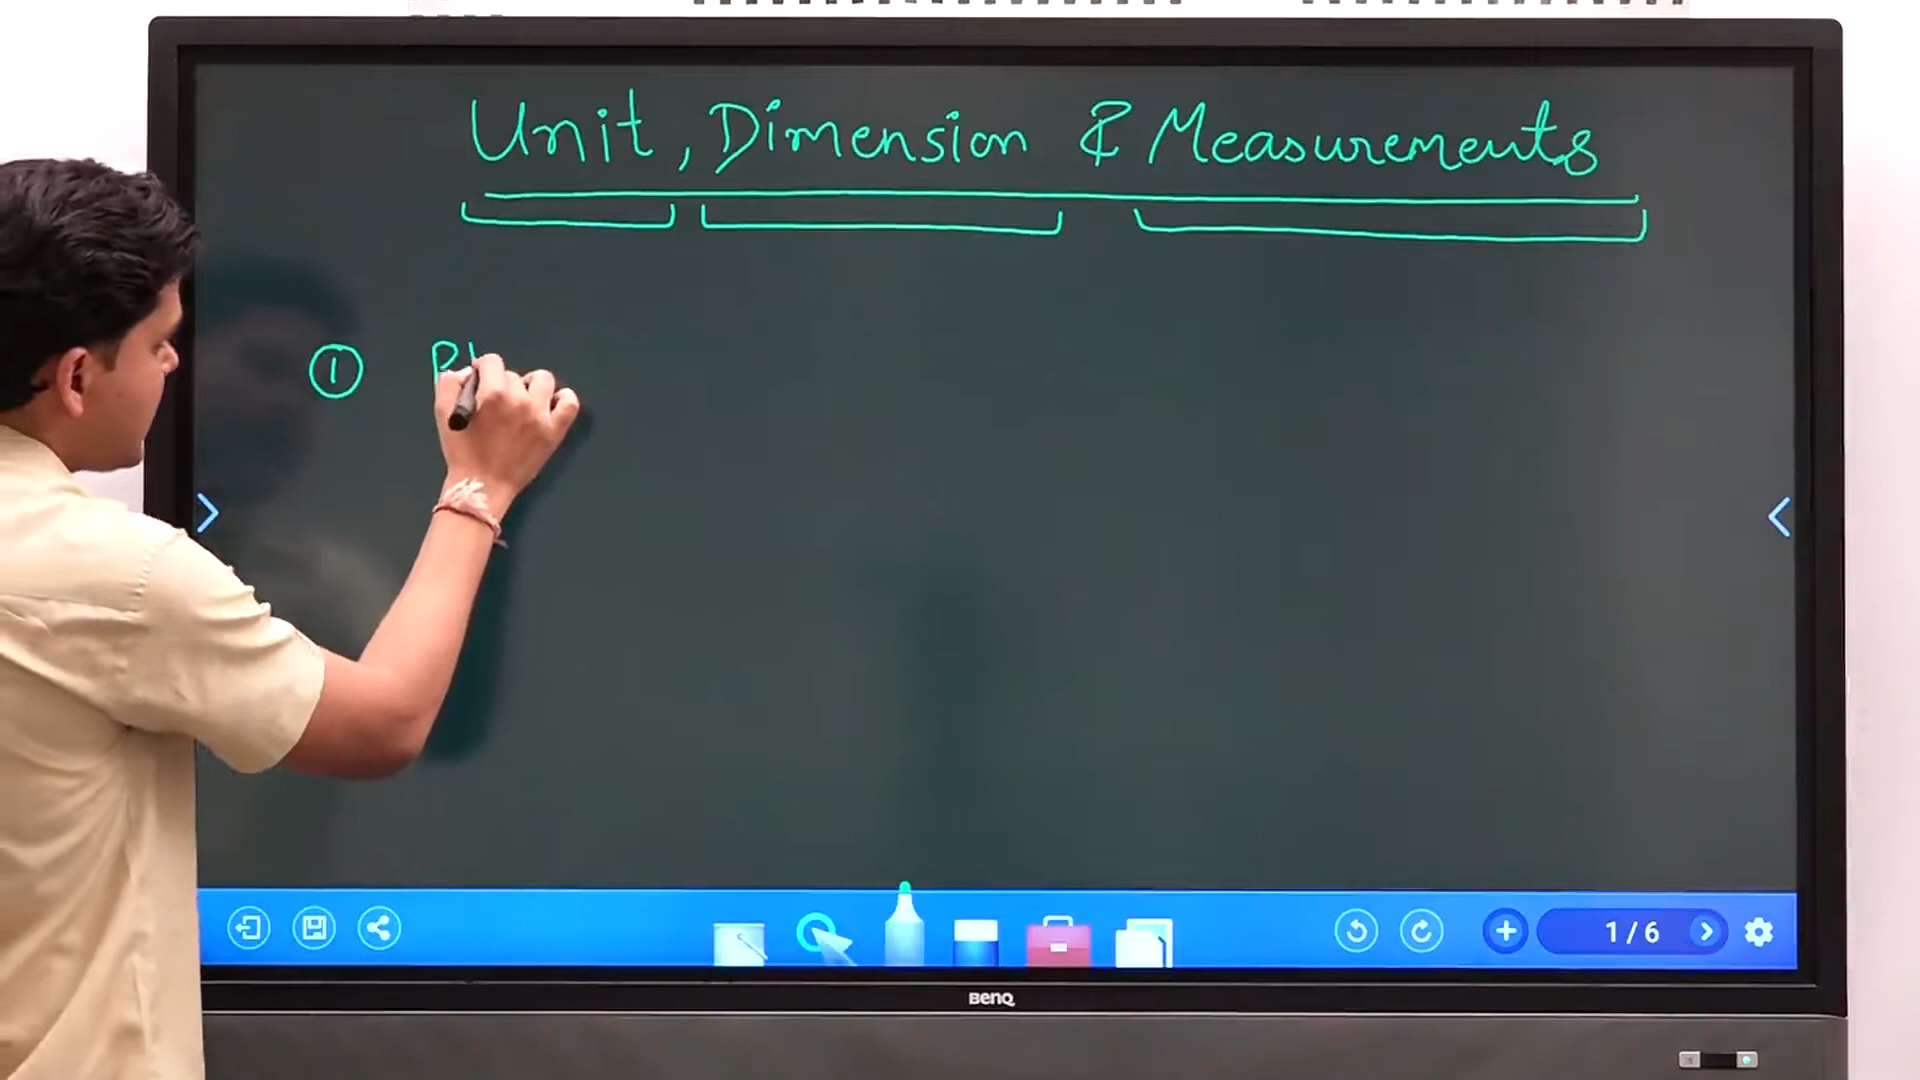 Unit, Dimension & Measurements
①
1/6
BenQ